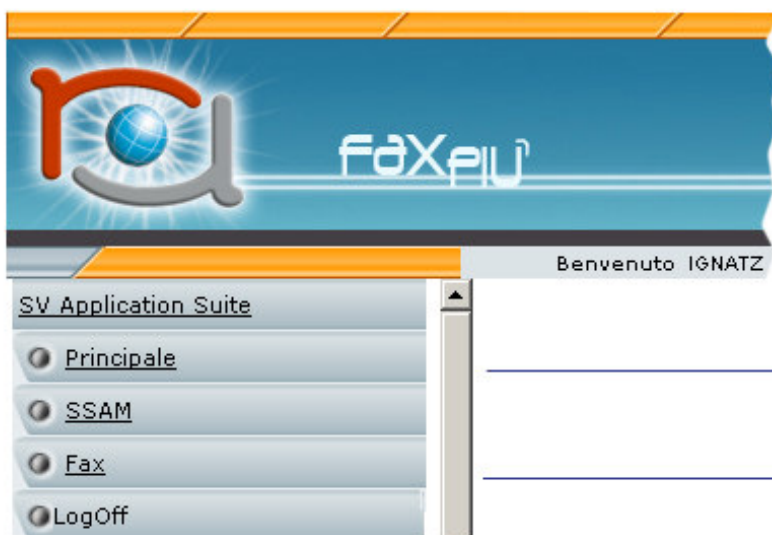 FaxPIU'
Benvenuto IGNATZ
SV Application Suite
Principale
SSAM
Fax
LogOff